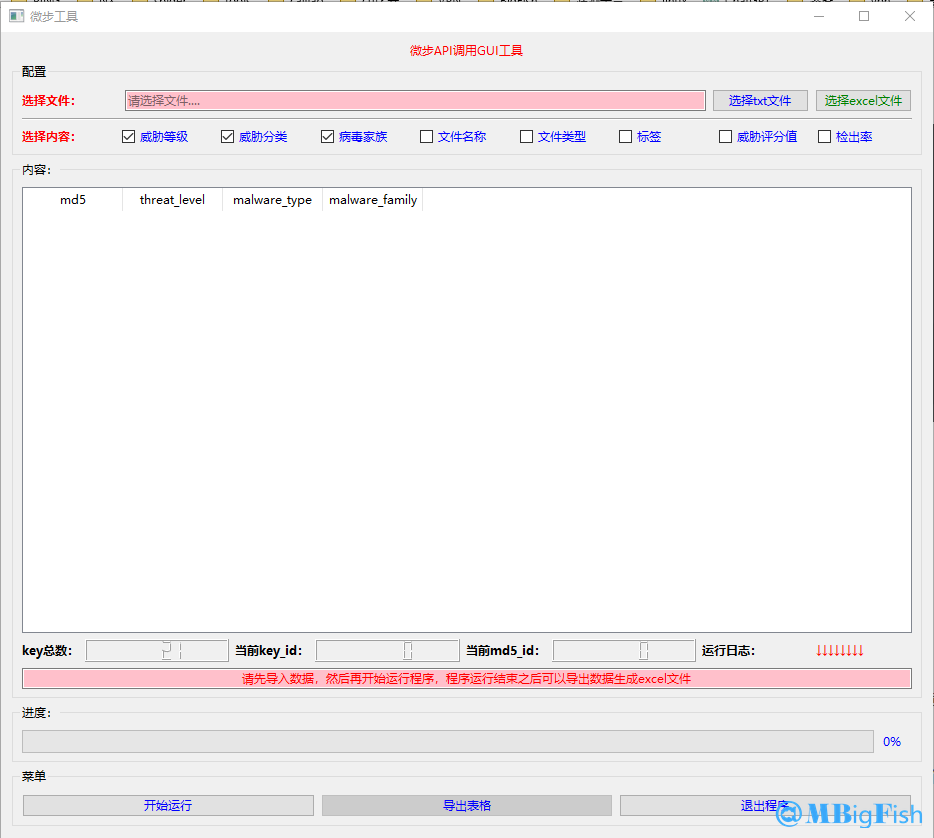 微步工具
微步API调用GUI工具
配置
选择文件： 请选择文件.... 选择txt文件 选择excel文件
选择内容： 威胁等级 威胁分类 病毒家族 文件名称 文件类型 标签 威胁评分值 检出率
内容：
md5 threat_level malware_type malware_family
key总数： 21 当前key_id： 0 当前md5_id： 0 运行日志： ↓↓↓↓↓↓↓↓
请先导入数据，然后再开始运行程序，程序运行结束之后可以导出数据生成excel文件
进度：
0%
菜单
开始运行 导出表格 退出程序
@MBigFish